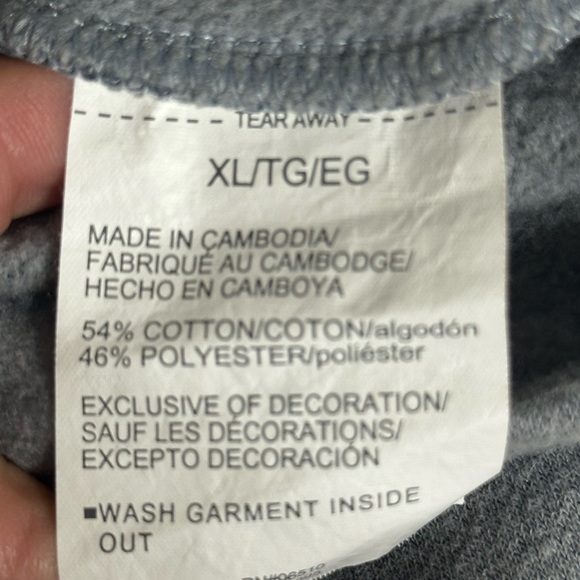 TEAR AWAY
XL/TG/EG
MADE IN CAMBODIA/
FABRIQUÉ AU CAMBODGE/
HECHO EN CAMBOYA
54% COTTON/COTON/algodón
46% POLYESTER/poliéster
EXCLUSIVE OF DECORATION/
SAUF LES DÉCORATIONS/
EXCEPTO DECORACIÓN
■WASH GARMENT INSIDE
OUT